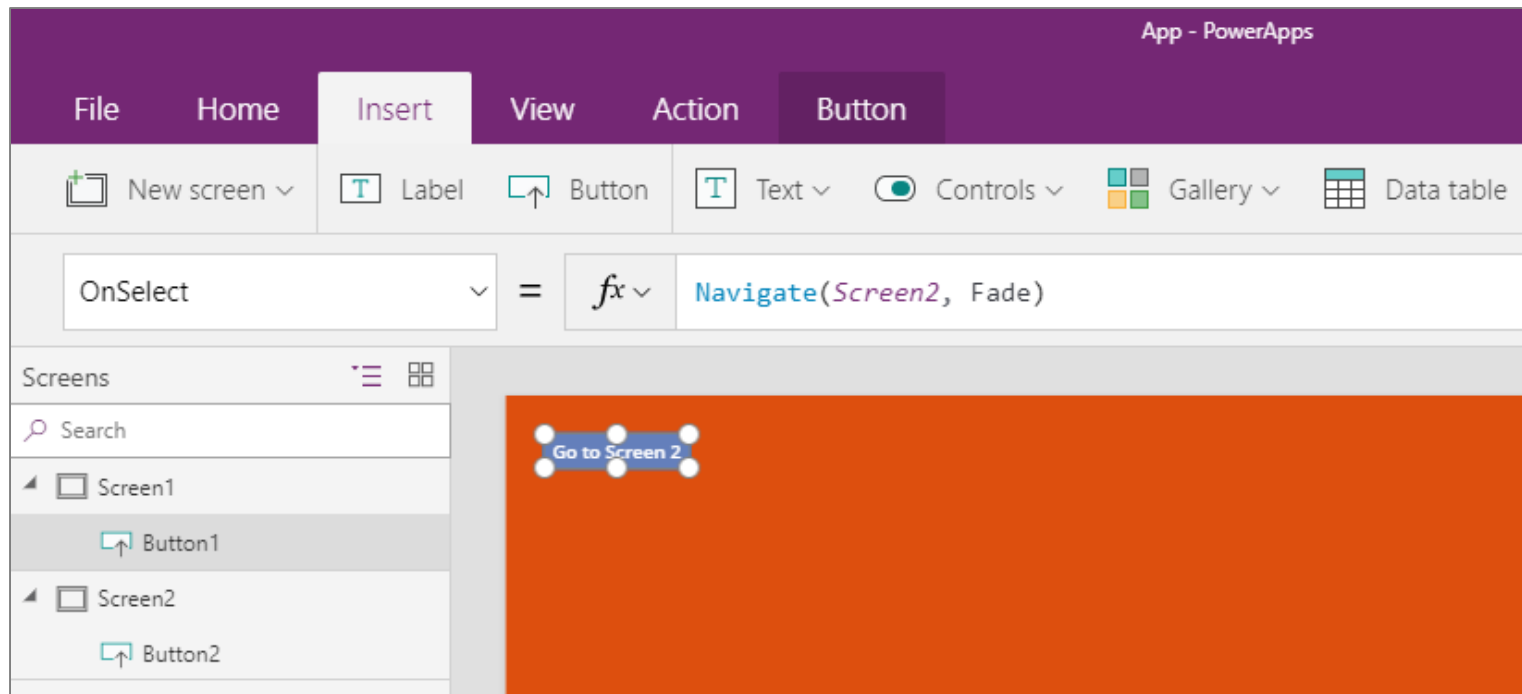 App - PowerApps
File Home Insert View Action Button
New screen T Label Button T Text Controls Gallery Data table
OnSelect = fx Navigate(Screen2, Fade)
Screens
Search
Go to Screen 2
Screen1
Button1
Screen2
Button2